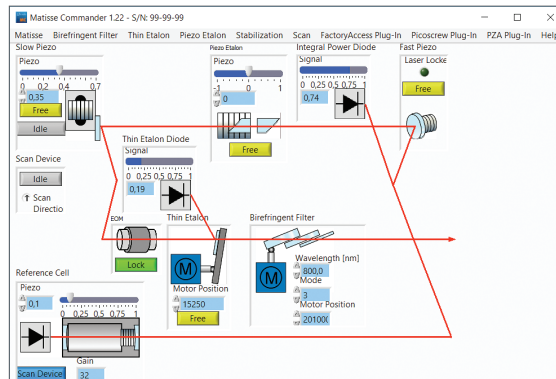 Matisse Commander 1.22 - S/N: 99-99-99
Matisse Birefringent Filter Thin Etalon Piezo Etalon Stabilization Scan FactoryAccess Plug-In Picoscrew Plug-In PZA Plug-In Help
Slow Piezo
Piezo
0 0,2 0,4 0,7
0,35
Free
Idle
Piezo Etalon
Piezo
-1 0 1
0
Free
Integral Power Diode
Signal
0 0,25 0,5 0,75 1
0,74
Fast Piezo
Laser Locke
Free
Thin Etalon Diode
Signal
0 0,25 0,5 0,75 1
0,19
Scan Device
Idle
Scan
Directio
EOM
Lock
Thin Etalon
M
Motor Position
15250
Free
Birefringent Filter
M
Wavelength [nm]
800,0
Mode
3
Motor Position
20100
Reference Cell
Piezo
0,1
0 0,25 0,5 0,75 1
Gain
32
Scan Device